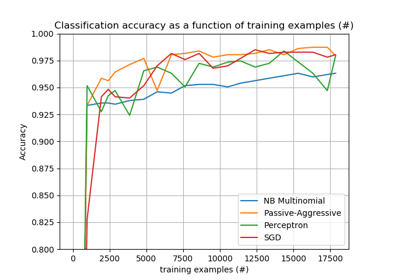 Classification accuracy as a function of training examples (#)
1.000
0.975
0.950
0.925
0.900
0.875
0.850
0.825
0.800
Accuracy
NB Multinomial
Passive-Aggressive
Perceptron
SGD
0 2500 5000 7500 10000 12500 15000 17500
training examples (#)